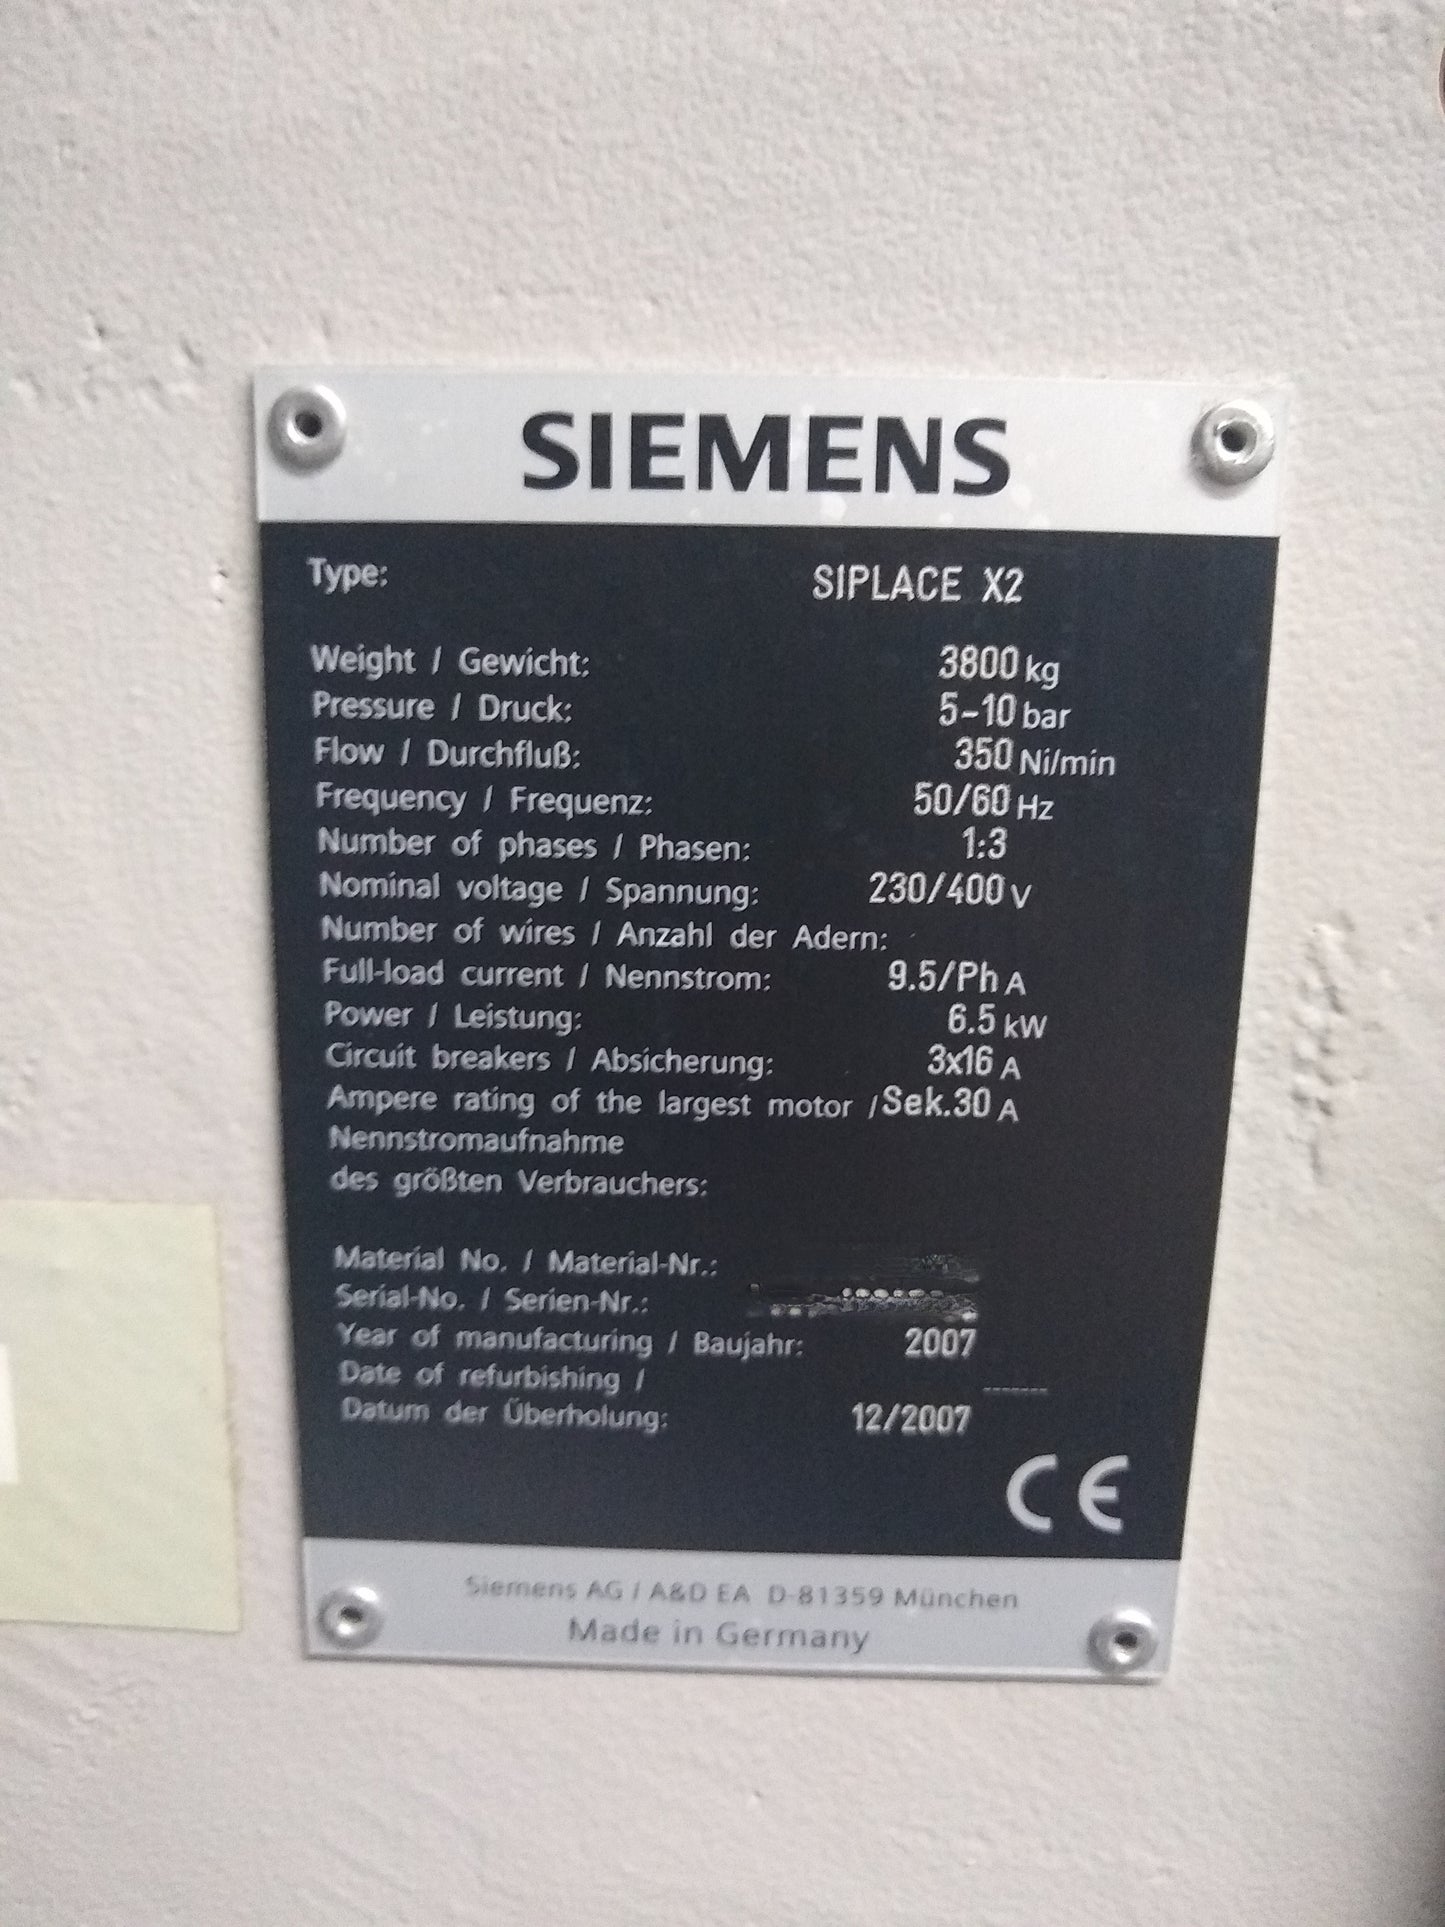 SIEMENS
Type: SIPLACE X2
Weight / Gewicht: 3800 kg
Pressure / Druck: 5-10 bar
Flow / Durchfluß: 350 Nl/min
Frequency / Frequenz: 50/60 Hz
Number of phases / Phasen: 1:3
Nominal voltage / Spannung: 230/400 V
Number of wires / Anzahl der Adern:
Full-load current / Nennstrom: 9.5/Ph A
Power / Leistung: 6.5 kW
Circuit breakers / Absicherung: 3x16 A
Ampere rating of the largest motor / Sek.30 A
Nennstromaufnahme
des größten Verbrauchers:
Material No. / Material-Nr.:
Serial-No. / Serien-Nr.:
Year of manufacturing / Baujahr: 2007
Date of refurbishing / -------
Datum der Überholung: 12/2007
CE
Siemens AG / A&D EA D-81359 München
Made in Germany